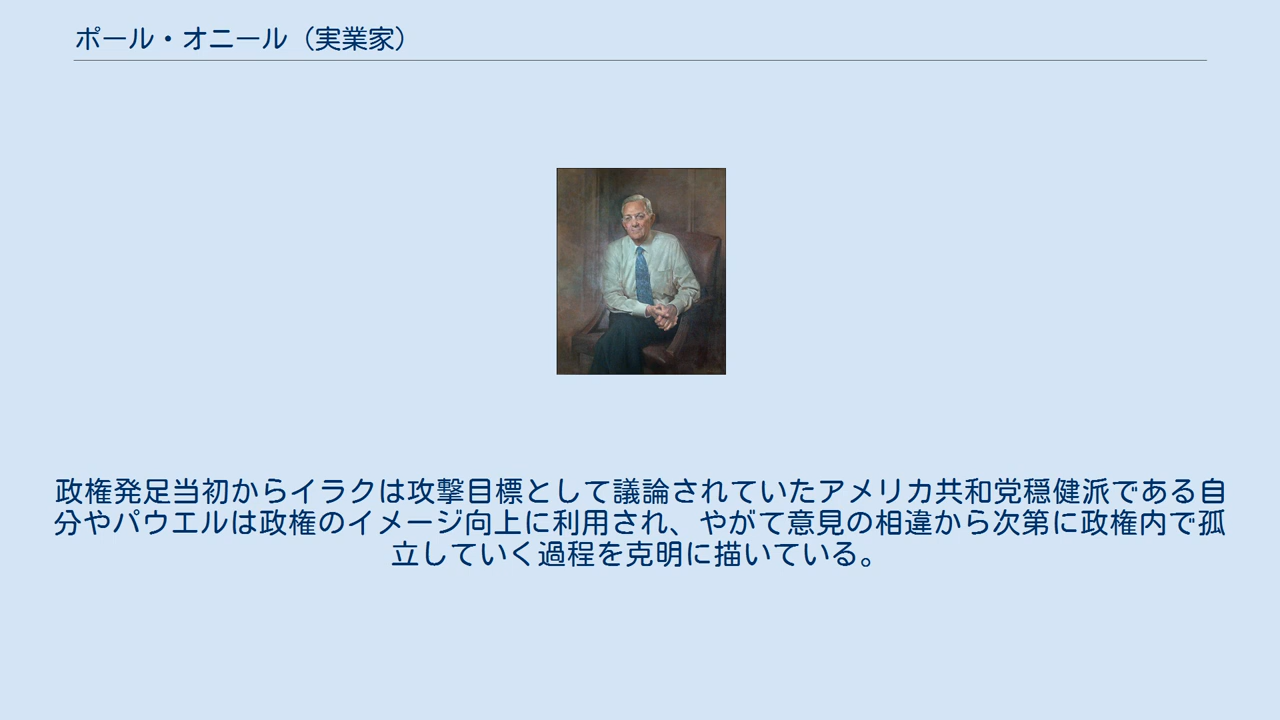 ポール・オニール（実業家）
政権発足当初からイラクは攻撃目標として議論されていたアメリカ共和党穏健派である自
分やパウエルは政権のイメージ向上に利用され、やがて意見の相違から次第に政権内で孤
立していく過程を克明に描いている。